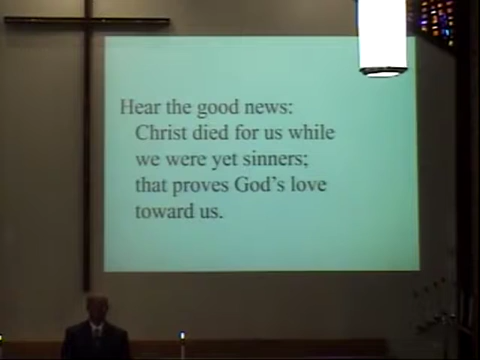 Hear the good news:
Christ died for us while
we were yet sinners;
that proves God's love
toward us.